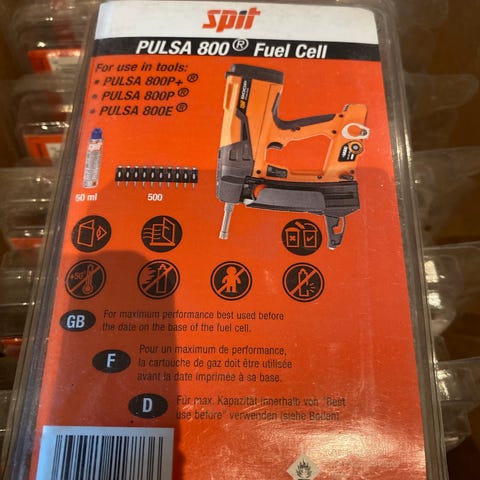 Spit
PULSA 800® Fuel Cell
For use in tools:
• PULSA 800P+®
• PULSA 800P®
• PULSA 800E®
50 ml
500
+50°
GB
For maximum performance best used before
the date on the base of the fuel cell.
F
Pour un maximum de performance,
la cartouche de gaz doit être utilisée
avant la date imprimée à sa base.
D
Für max. Kapazität innerhalb von "Best
use before" verwenden (siehe Boden)